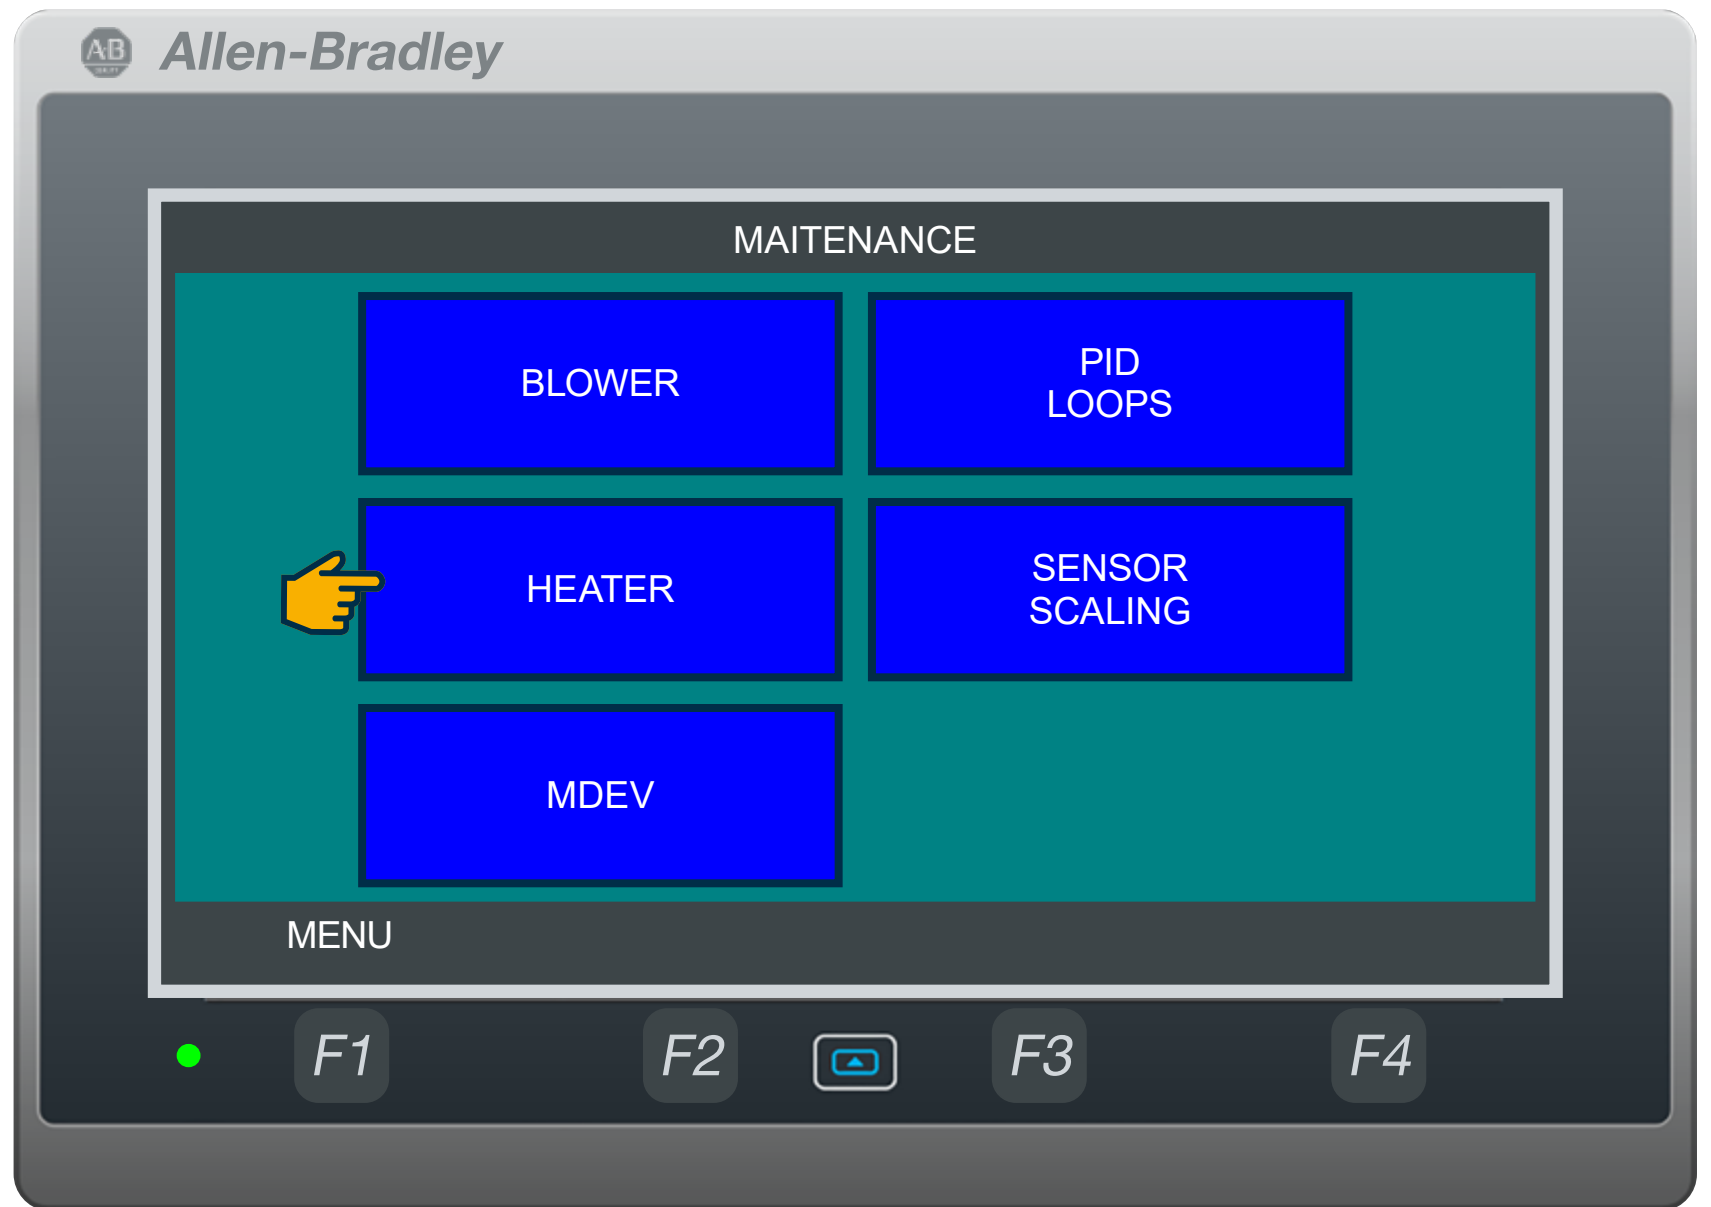 Allen-Bradley
MAITENANCE
BLOWER
PID
LOOPS
HEATER
SENSOR
SCALING
MDEV
MENU
F1
F2
F3
F4